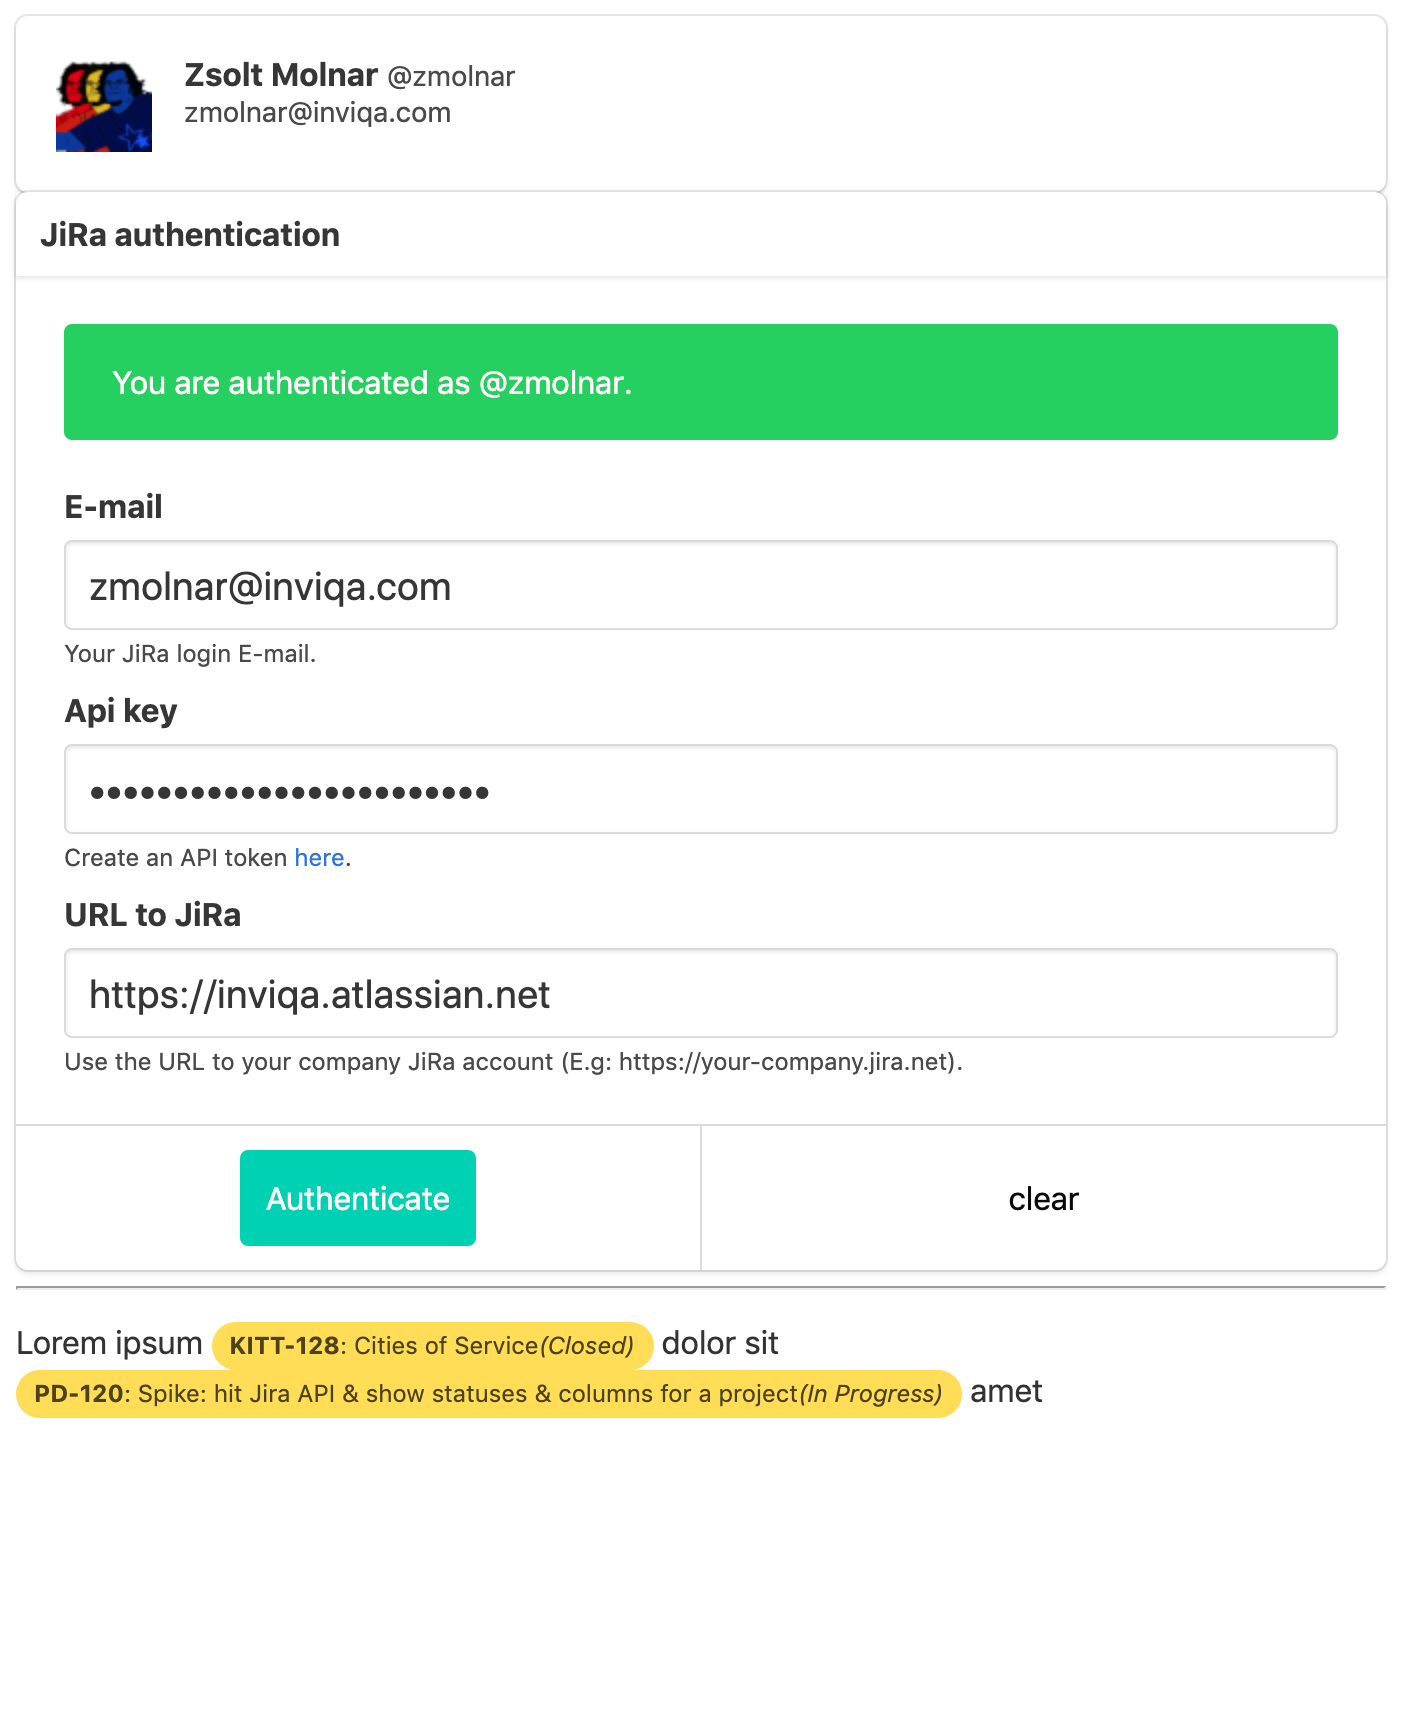 Zsolt Molnar @zmolnar
zmolnar@inviqa.com
JiRa authentication
You are authenticated as @zmolnar.
E-mail
zmolnar@inviqa.com
Your JiRa login E-mail.
Api key
••••••••••••••••••••••••
Create an API token here.
URL to JiRa
https://inviqa.atlassian.net
Use the URL to your company JiRa account (E.g: https://your-company.jira.net).
Authenticate
clear
Lorem ipsum KITT-128: Cities of Service(Closed) dolor sit
PD-120: Spike: hit Jira API & show statuses & columns for a project(In Progress) amet